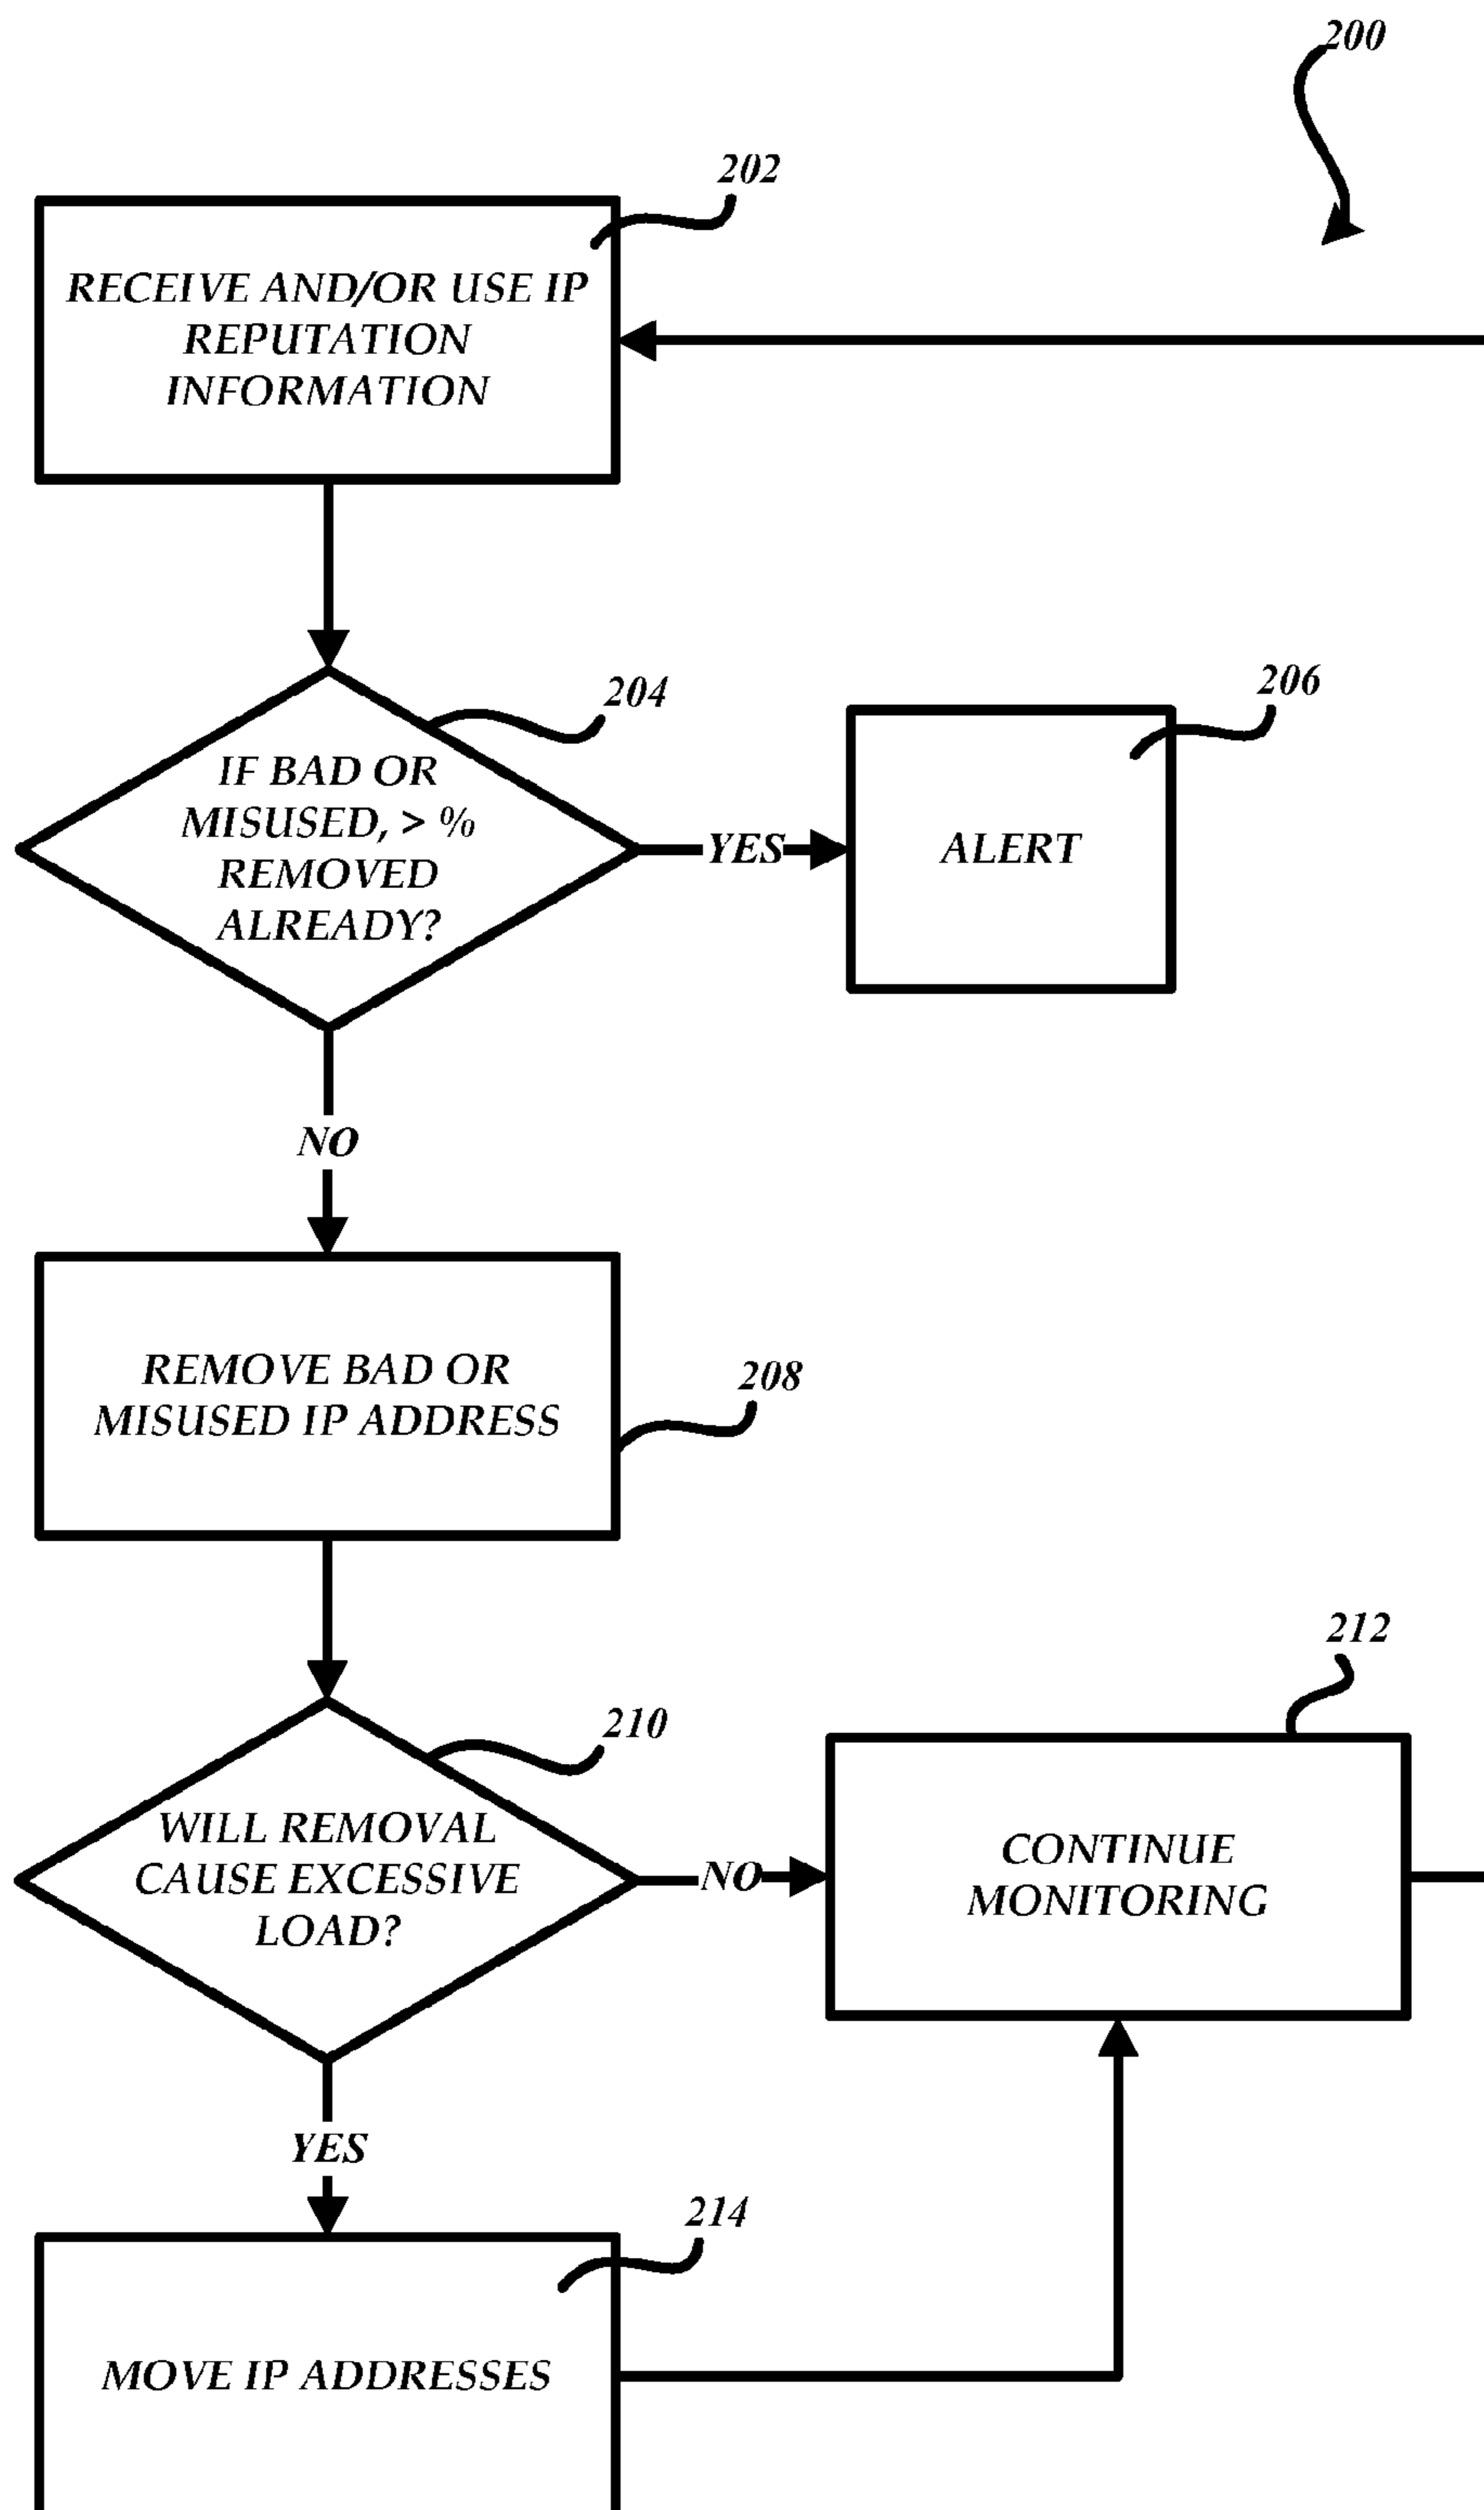 200
202
RECEIVE AND/OR USE IP
REPUTATION
INFORMATION
204
IF BAD OR
MISUSED, > %
REMOVED
ALREADY?
YES
206
ALERT
NO
REMOVE BAD OR
MISUSED IP ADDRESS
208
210
WILL REMOVAL
CAUSE EXCESSIVE
LOAD?
NO
212
CONTINUE
MONITORING
YES
214
MOVE IP ADDRESSES